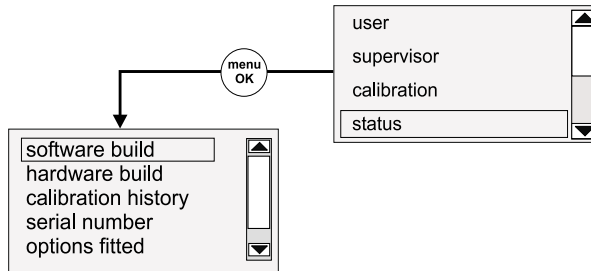 user
supervisor
calibration
status
menu
OK
software build
hardware build
calibration history
serial number
options fitted